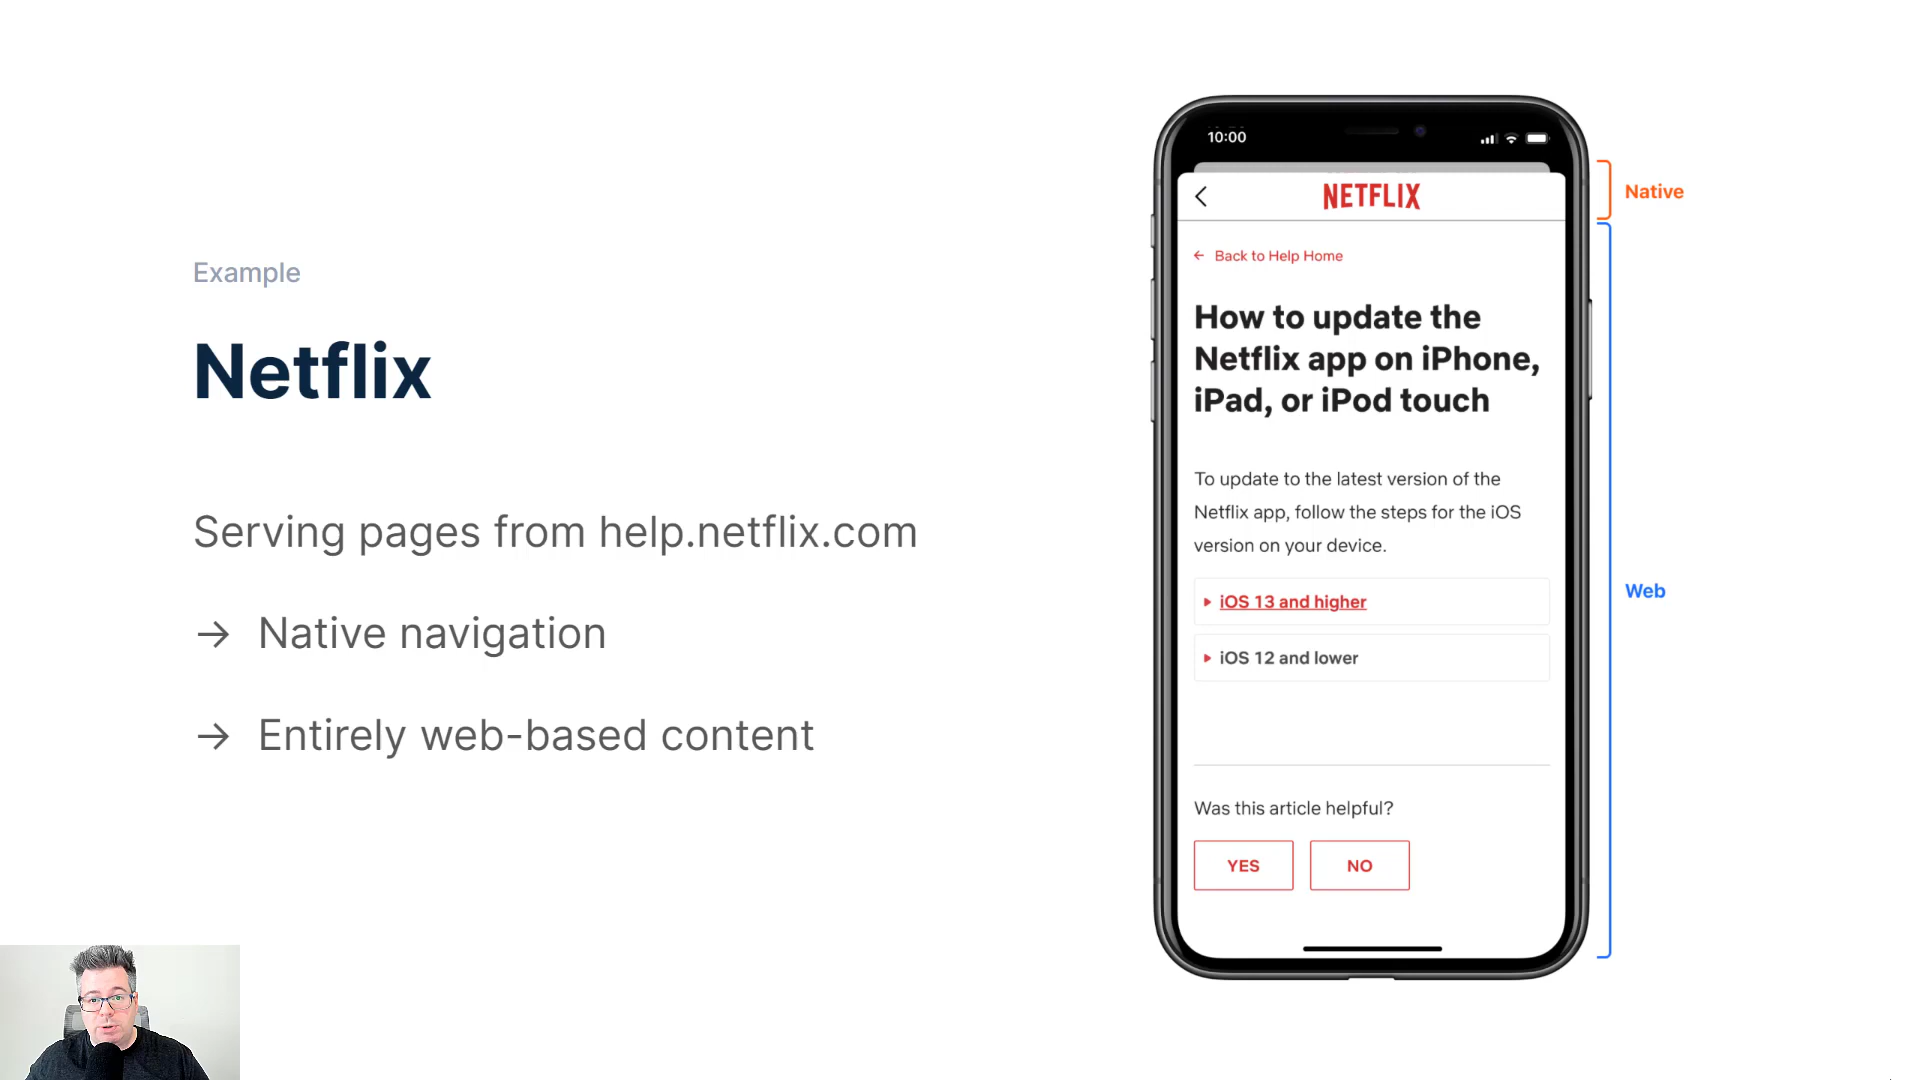 Example
Netflix
Serving pages from help.netflix.com
→ Native navigation
→ Entirely web-based content
10:00
NETFLIX
← Back to Help Home
How to update the
Netflix app on iPhone,
iPad, or iPod touch
To update to the latest version of the
Netflix app, follow the steps for the iOS
version on your device.
iOS 13 and higher
iOS 12 and lower
Was this article helpful?
YES NO
Native
Web